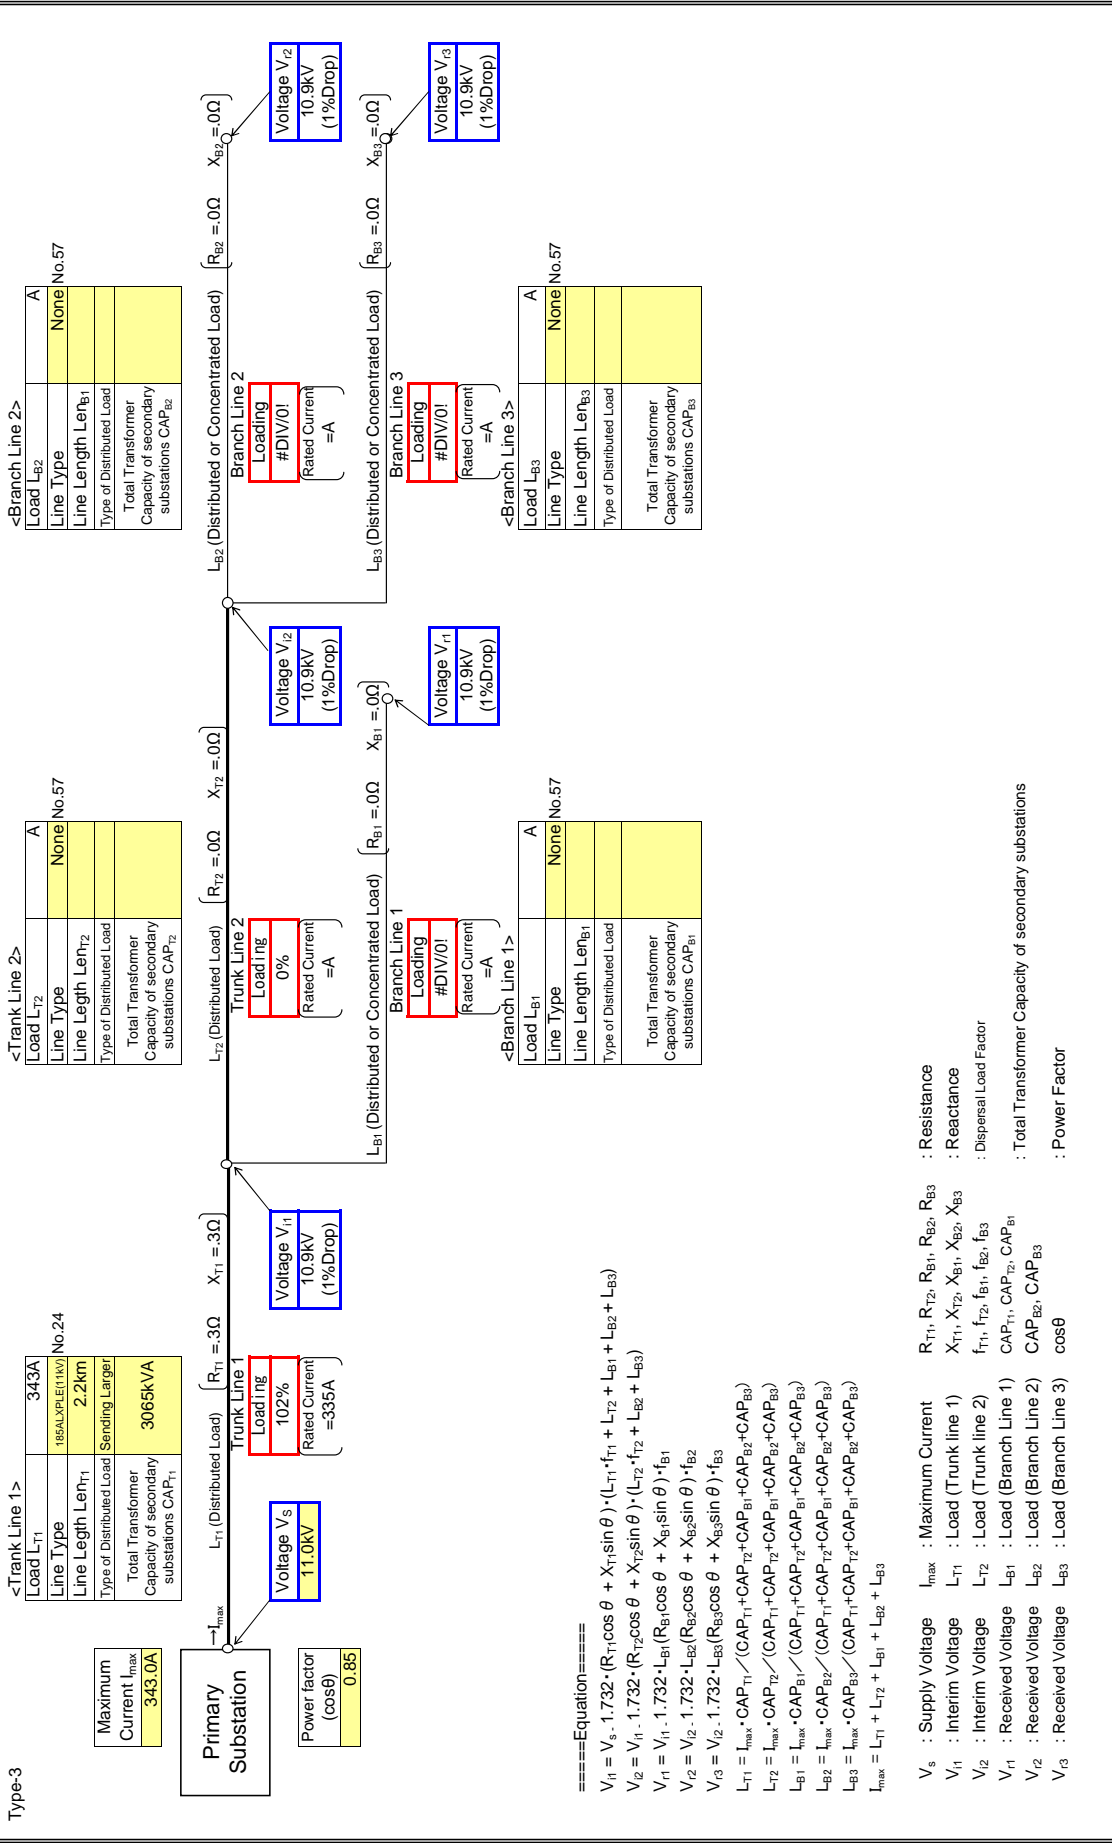 Type-3
Maximum
Current Imax
343.0A
Primary
Substation
→Imax
Power factor
(cosθ)
0.85
Voltage VS
11.0kV
<Trank Line 1>
Load LT1 343A
Line Type 185ALXPLE(11kV) No.24
Line Legth LenT1 2.2km
Type of Distributed Load Sending Larger
Total Transformer
Capacity of secondary
substations CAPT1
3065kVA
LT1 (Distributed Load) RT1 =.3Ω XT1 =.3Ω
Trunk Line 1
Loading
102%
Rated Current
=335A
Voltage Vi1
10.9kV
(1%Drop)
<Trank Line 2>
Load LT2 A
Line Type None No.57
Line Length LenT2
Type of Distributed Load
Total Transformer
Capacity of secondary
substations CAPT2
LT2 (Distributed Load) RT2 =.0Ω XT2 =.0Ω
Trunk Line 2
Loading
0%
Rated Current
=A
Voltage Vi2
10.9kV
(1%Drop)
LB1 (Distributed or Concentrated Load) RB1 =.0Ω XB1 =.0Ω
Branch Line 1
Loading
#DIV/0!
Rated Current
=A
Voltage Vr1
10.9kV
(1%Drop)
<Branch Line 1>
Load LB1 A
Line Type None No.57
Line Length LenB1
Type of Distributed Load
Total Transformer
Capacity of secondary
substations CAPB1
<Branch Line 2>
Load LB2 A
Line Type None No.57
Line Length LenB1
Type of Distributed Load
Total Transformer
Capacity of secondary
substations CAPB2
LB2 (Distributed or Concentrated Load) RB2 =.0Ω XB2 =.0Ω
Branch Line 2
Loading
#DIV/0!
Rated Current
=A
Voltage Vr2
10.9kV
(1%Drop)
LB3 (Distributed or Concentrated Load) RB3 =.0Ω XB3 =.0Ω
Branch Line 3
Loading
#DIV/0!
Rated Current
=A
Voltage Vr3
10.9kV
(1%Drop)
<Branch Line 3>
Load LB3 A
Line Type None No.57
Line Length LenB3
Type of Distributed Load
Total Transformer
Capacity of secondary
substations CAPB3
=====Equation=====
Vi1 = Vs - 1.732・(RT1cos θ + XT1sin θ)・(LT1・fT1 + LT2 + LB1 + LB2 + LB3)
Vi2 = Vi1 - 1.732・(RT2cos θ + XT2sin θ)・(LT2・fT2 + LB2 + LB3)
Vr1 = Vi1 - 1.732・LB1(RB1cos θ + XB1sin θ)・fB1
Vr2 = Vi2 - 1.732・LB2(RB2cos θ + XB2sin θ)・fB2
Vr3 = Vi2 - 1.732・LB3(RB3cos θ + XB3sin θ)・fB3
LT1 = Imax・CAPT1／(CAPT1+CAPT2+CAPB1+CAPB2+CAPB3)
LT2 = Imax・CAPT2／(CAPT1+CAPT2+CAPB1+CAPB2+CAPB3)
LB1 = Imax・CAPB1／(CAPT1+CAPT2+CAPB1+CAPB2+CAPB3)
LB2 = Imax・CAPB2／(CAPT1+CAPT2+CAPB1+CAPB2+CAPB3)
LB3 = Imax・CAPB3／(CAPT1+CAPT2+CAPB1+CAPB2+CAPB3)
Imax = LT1 + LT2 + LB1 + LB2 + LB3
Vs : Supply Voltage Imax : Maximum Current RT1, RT2, RB1, RB2, RB3 : Resistance
Vi1 : Interim Voltage LT1 : Load (Trunk line 1) XT1, XT2, XB1, XB2, XB3 : Reactance
Vi2 : Interim Voltage LT2 : Load (Trunk line 2) fT1, fT2, fB1, fB2, fB3 : Dispersal Load Factor
Vr1 : Received Voltage LB1 : Load (Branch Line 1) CAPT1, CAPT2, CAPB1
Vr2 : Received Voltage LB2 : Load (Branch Line 2) CAPB2, CAPB3 : Total Transformer Capacity of secondary substations
Vr3 : Received Voltage LB3 : Load (Branch Line 3) cosθ : Power Factor